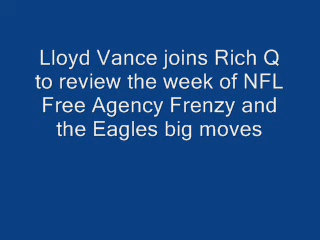 Lloyd Vance joins Rich Q
to review the week of NFL
Free Agency Frenzy and
the Eagles big moves